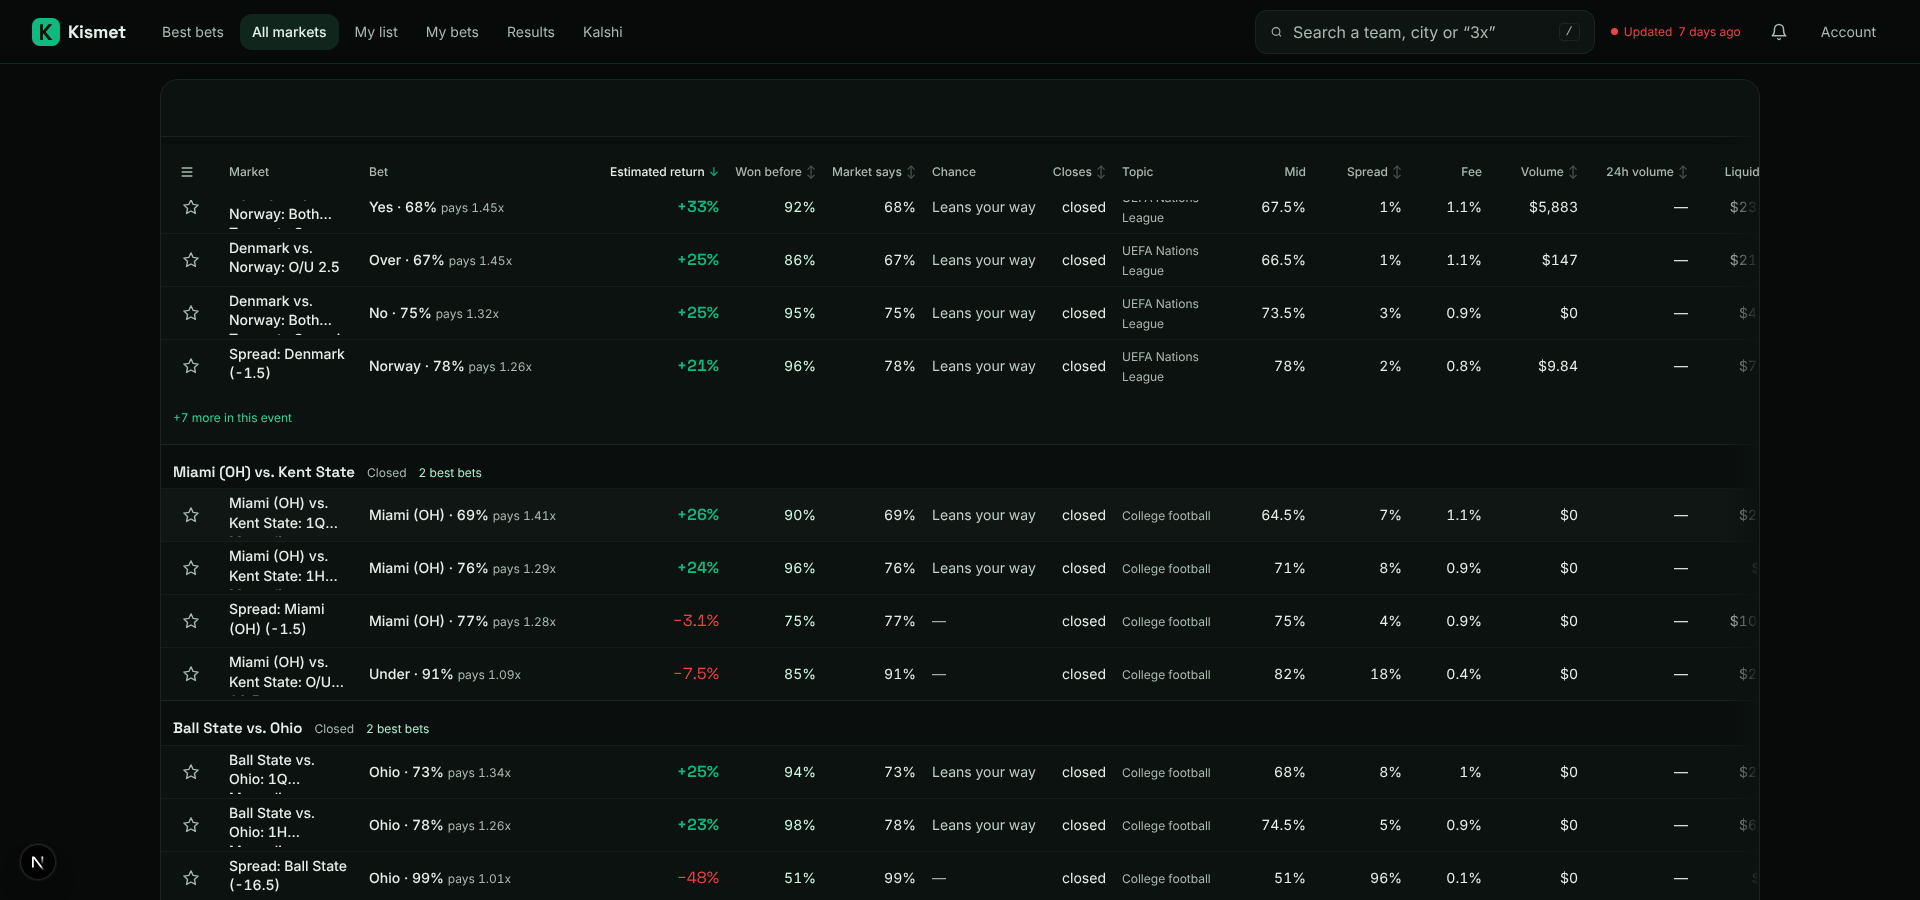 K Kismet Best bets All markets My list My bets Results Kalshi Search a team, city or “3x” / Updated 7 days ago Account
Market Bet Estimated return ↓ Won before Market says Chance Closes Topic Mid Spread Fee Volume 24h volume Liquid
Norway: Both... Yes · 68% pays 1.45x +33% 92% 68% Leans your way closed UEFA Nations League 67.5% 1% 1.1% $5,883 — $23
Denmark vs. Norway: O/U 2.5 Over · 67% pays 1.45x +25% 86% 67% Leans your way closed UEFA Nations League 66.5% 1% 1.1% $147 — $21
Denmark vs. Norway: Both... No · 75% pays 1.32x +25% 95% 75% Leans your way closed UEFA Nations League 73.5% 3% 0.9% $0 — $4
Spread: Denmark (-1.5) Norway · 78% pays 1.26x +21% 96% 78% Leans your way closed UEFA Nations League 78% 2% 0.8% $9.84 — $7
+7 more in this event
Miami (OH) vs. Kent State Closed 2 best bets
Miami (OH) vs. Kent State: 1Q... Miami (OH) · 69% pays 1.41x +26% 90% 69% Leans your way closed College football 64.5% 7% 1.1% $0 — $2
Miami (OH) vs. Kent State: 1H... Miami (OH) · 76% pays 1.29x +24% 96% 76% Leans your way closed College football 71% 8% 0.9% $0 — $
Spread: Miami (OH) (-1.5) Miami (OH) · 77% pays 1.28x −3.1% 75% 77% — closed College football 75% 4% 0.9% $0 — $10
Miami (OH) vs. Kent State: O/U... Under · 91% pays 1.09x −7.5% 85% 91% — closed College football 82% 18% 0.4% $0 — $2
Ball State vs. Ohio Closed 2 best bets
Ball State vs. Ohio: 1Q... Ohio · 73% pays 1.34x +25% 94% 73% Leans your way closed College football 68% 8% 1% $0 — $2
Ball State vs. Ohio: 1H... Ohio · 78% pays 1.26x +23% 98% 78% Leans your way closed College football 74.5% 5% 0.9% $0 — $6
Spread: Ball State (-16.5) Ohio · 99% pays 1.01x −48% 51% 99% — closed College football 51% 96% 0.1% $0 — $
N